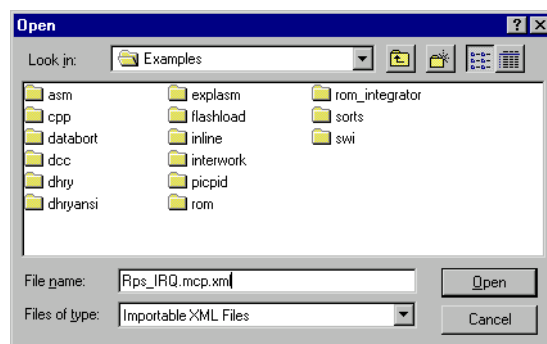 Open
Look in: Examples
asm explasm rom_integrator
cpp flashload sorts
databort inline swi
dcc interwork
dhry picpid
dhryansi rom
File name: Rps_IRQ.mcp.xml Open
Files of type: Importable XML Files Cancel